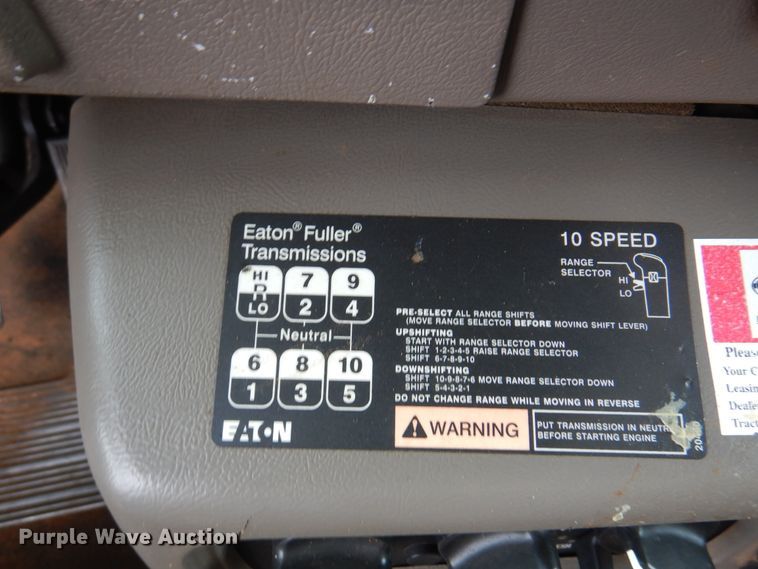 Eaton® Fuller®
Transmissions
10 SPEED
RANGE
SELECTOR
HI
LO
HI 7 9
R
LO 2 4
Neutral
6 8 10
1 3 5
PRE-SELECT ALL RANGE SHIFTS
(MOVE RANGE SELECTOR BEFORE MOVING SHIFT LEVER)
UPSHIFTING
START WITH RANGE SELECTOR DOWN
SHIFT 1-2-3-4-5 RAISE RANGE SELECTOR
SHIFT 6-7-8-9-10
DOWNSHIFTING
SHIFT 10-9-8-7-6 MOVE RANGE SELECTOR DOWN
SHIFT 5-4-3-2-1
DO NOT CHANGE RANGE WHILE MOVING IN REVERSE
EATON
WARNING
PUT TRANSMISSION IN NEUTR
BEFORE STARTING ENGINE
Pleas
Your C
Leasin
Deale
Tract
Purple Wave Auction